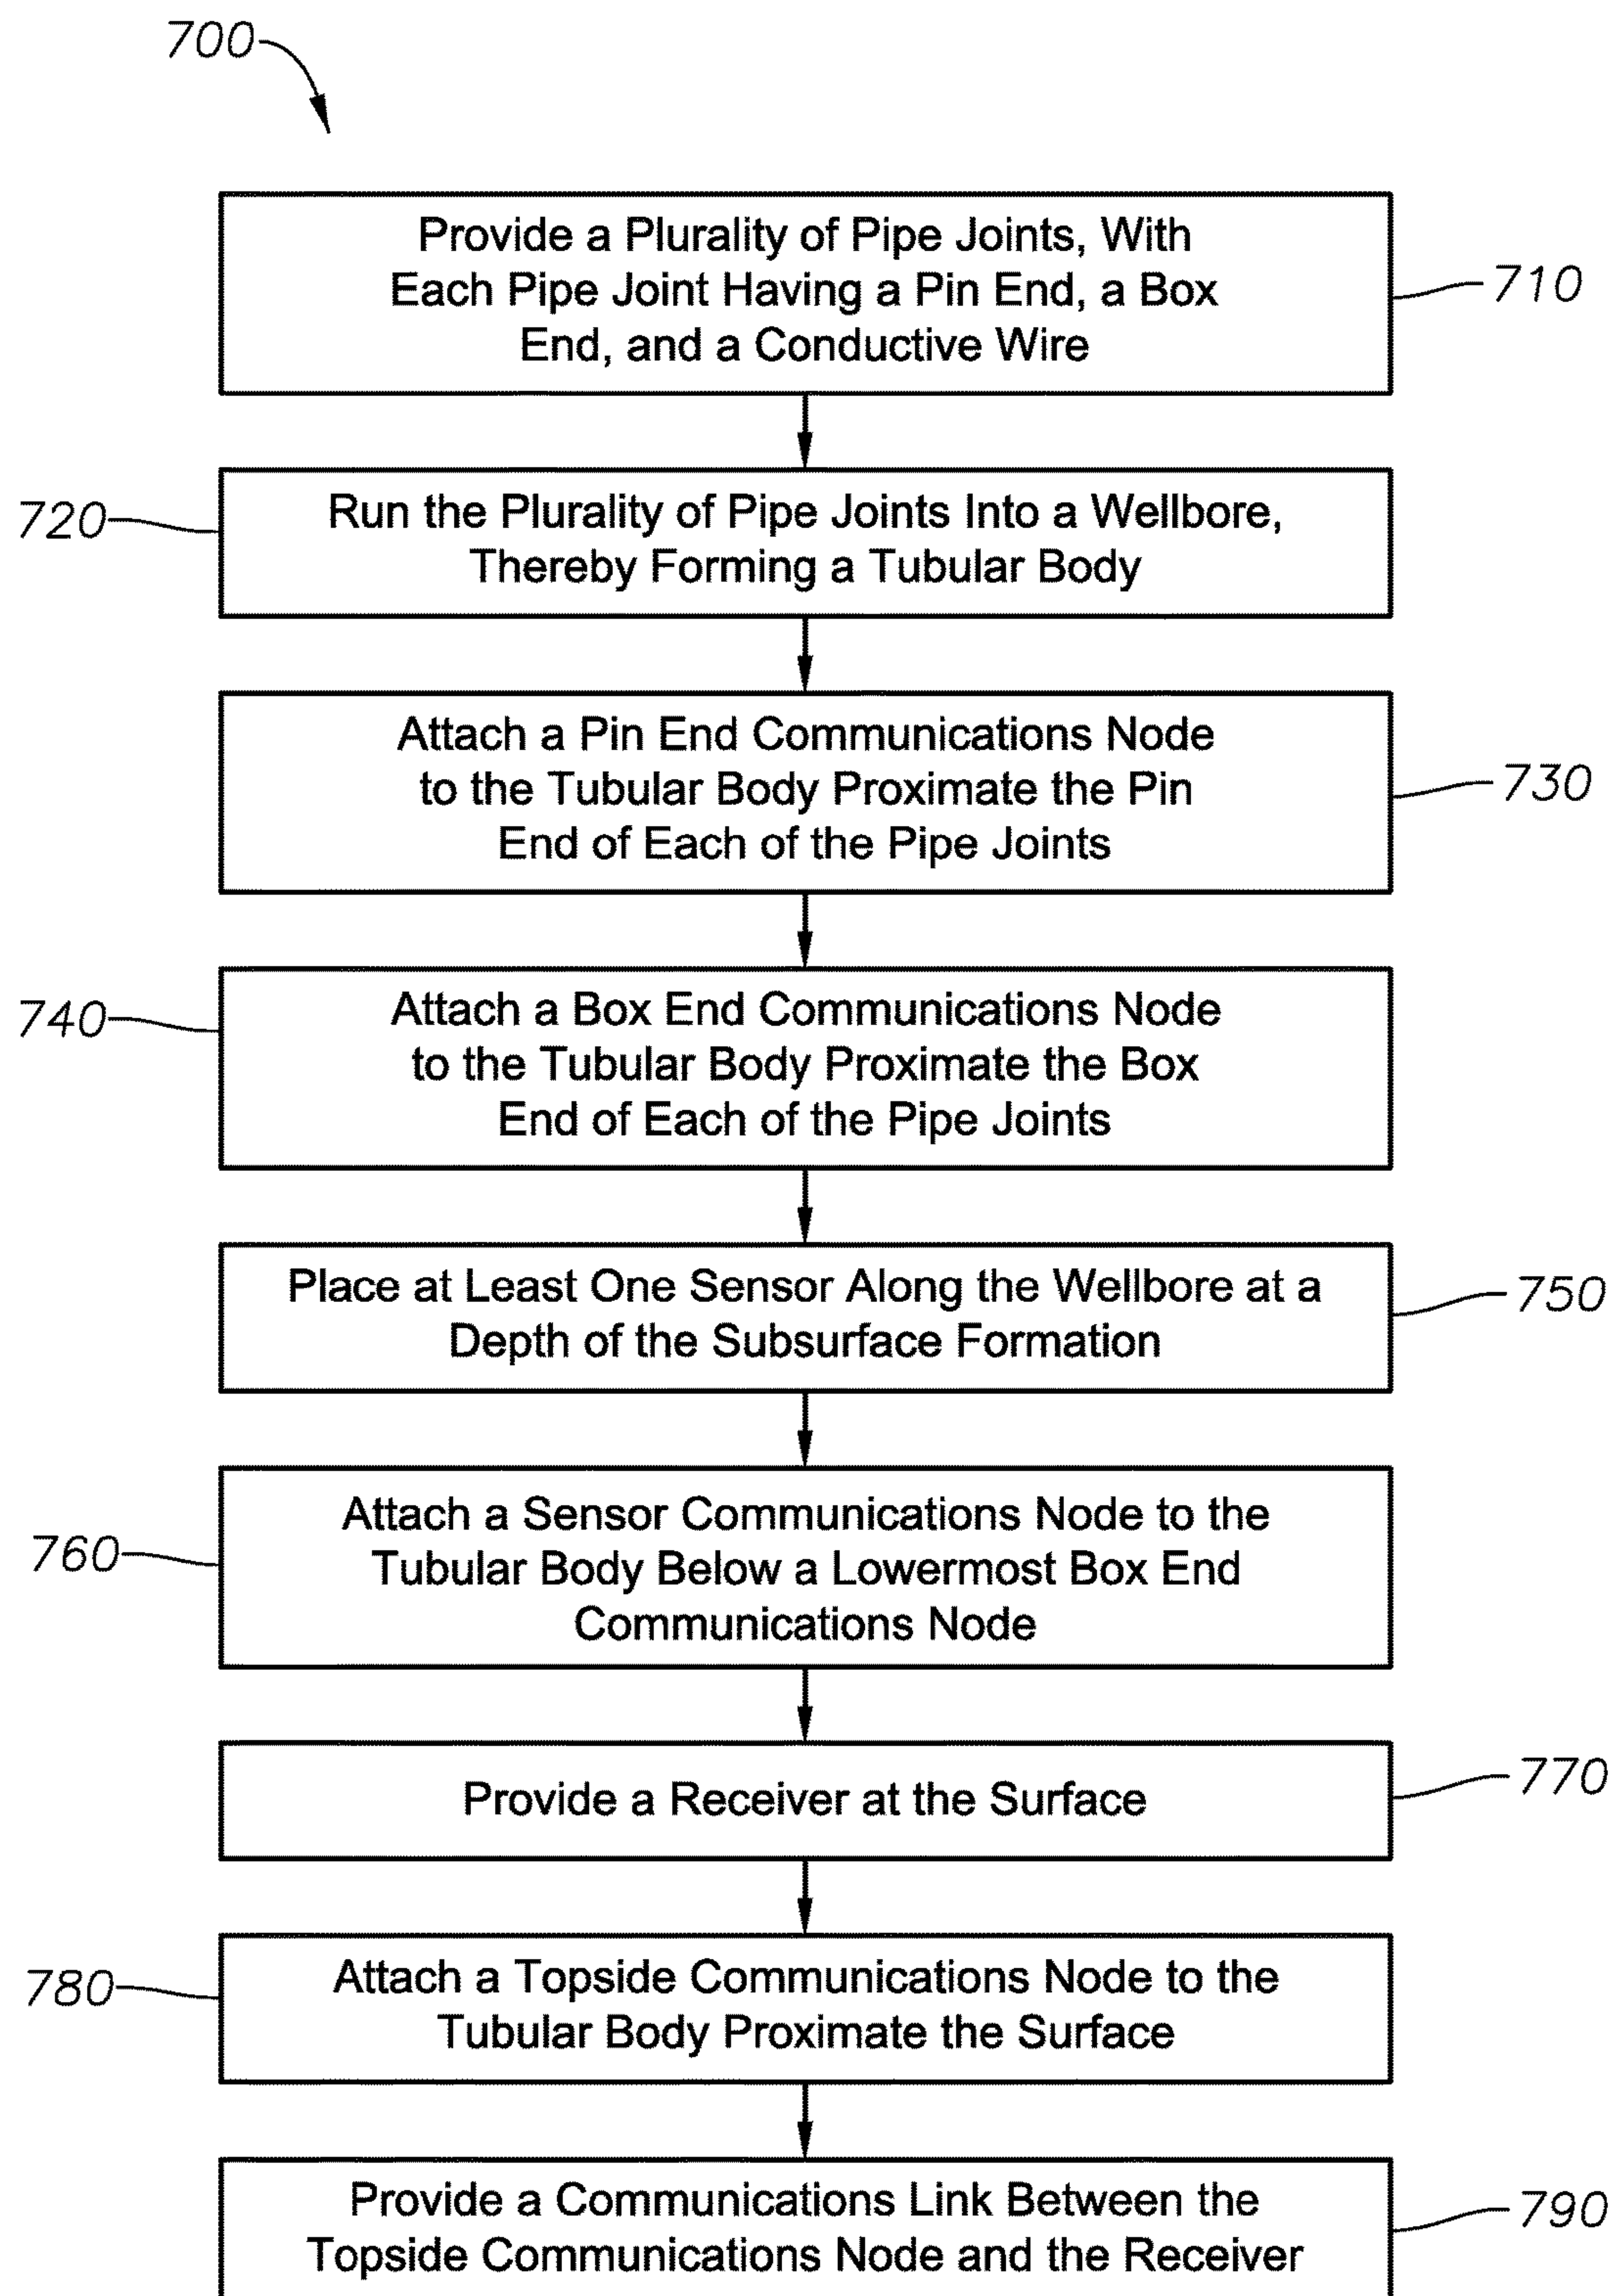 700
Provide a Plurality of Pipe Joints, With
Each Pipe Joint Having a Pin End, a Box
End, and a Conductive Wire
710
Run the Plurality of Pipe Joints Into a Wellbore,
Thereby Forming a Tubular Body
720
Attach a Pin End Communications Node
to the Tubular Body Proximate the Pin
End of Each of the Pipe Joints
730
Attach a Box End Communications Node
to the Tubular Body Proximate the Box
End of Each of the Pipe Joints
740
Place at Least One Sensor Along the Wellbore at a
Depth of the Subsurface Formation
750
Attach a Sensor Communications Node to the
Tubular Body Below a Lowermost Box End
Communications Node
760
Provide a Receiver at the Surface
770
Attach a Topside Communications Node to the
Tubular Body Proximate the Surface
780
Provide a Communications Link Between the
Topside Communications Node and the Receiver
790